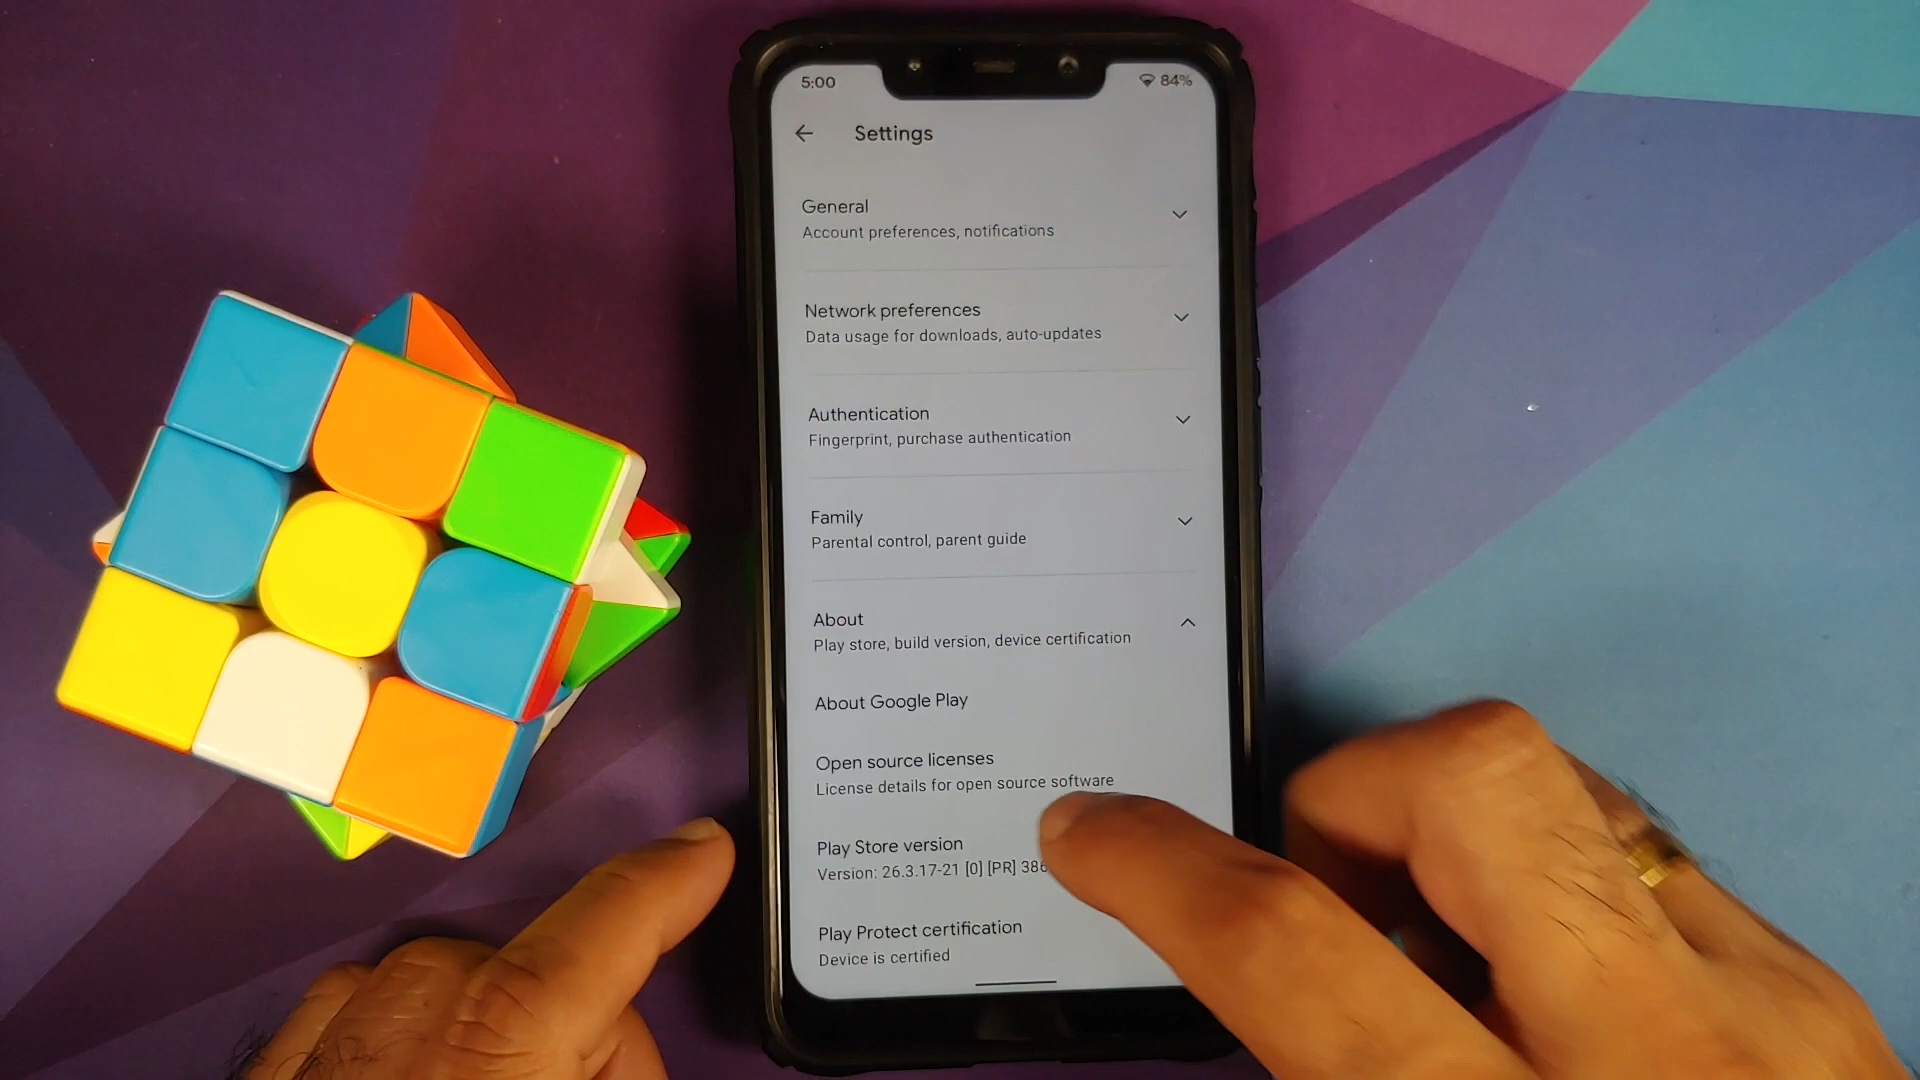 5:00
84%
Settings
General
Account preferences, notifications
Network preferences
Data usage for downloads, auto-updates
Authentication
Fingerprint, purchase authentication
Family
Parental control, parent guide
About
Play store, build version, device certification
About Google Play
Open source licenses
License details for open source software
Play Store version
Version: 26.3.17-21 [0] [PR]
Play Protect certification
Device is certified